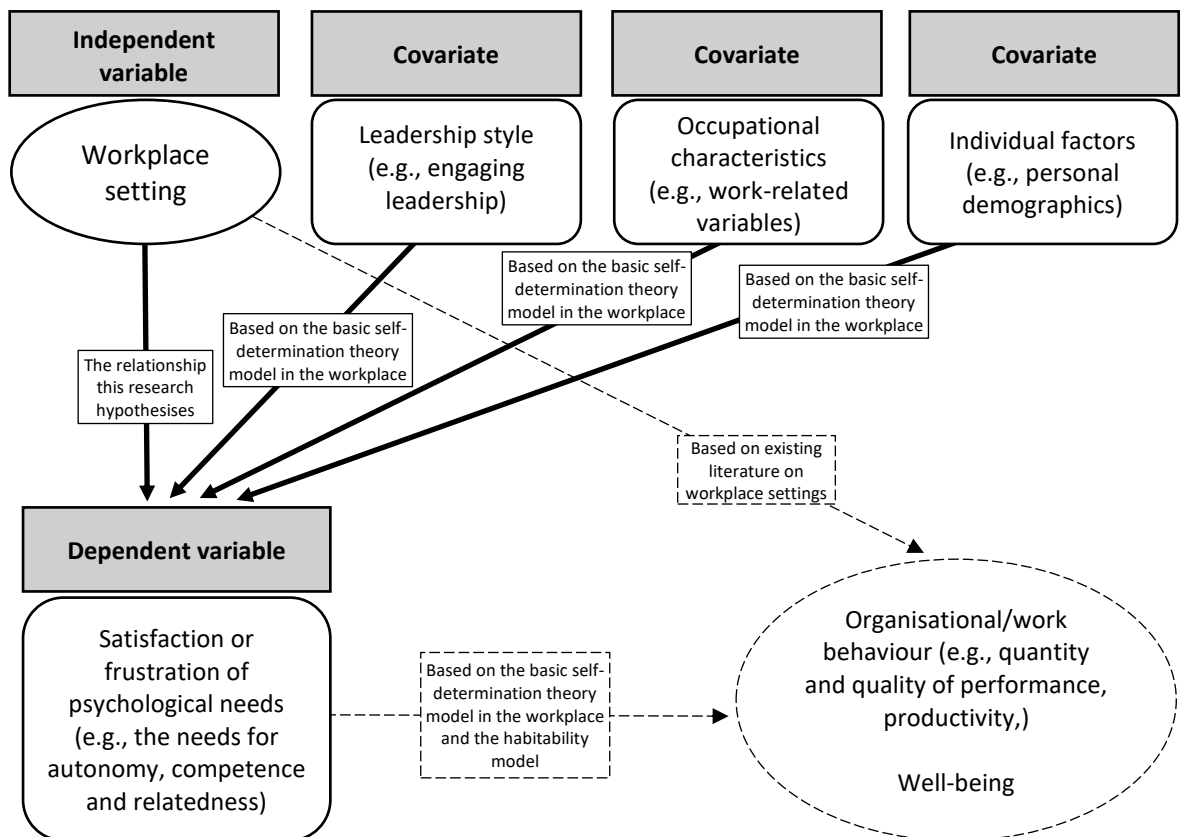 Independent
variable
Covariate
Covariate
Covariate
Workplace
setting
Leadership style
(e.g., engaging
leadership)
Occupational
characteristics
(e.g., work-related
variables)
Individual factors
(e.g., personal
demographics)
Based on the basic self-
determination theory
model in the workplace
Based on the basic self-
determination theory
model in the workplace
Based on the basic self-
determination theory
model in the workplace
The relationship
this research
hypothesises
Based on existing
literature on
workplace settings
Dependent variable
Satisfaction or
frustration of
psychological needs
(e.g., the needs for
autonomy, competence
and relatedness)
Based on the basic self-
determination theory
model in the workplace
and the habitability
model
Organisational/work
behaviour (e.g., quantity
and quality of performance,
productivity,)
Well-being